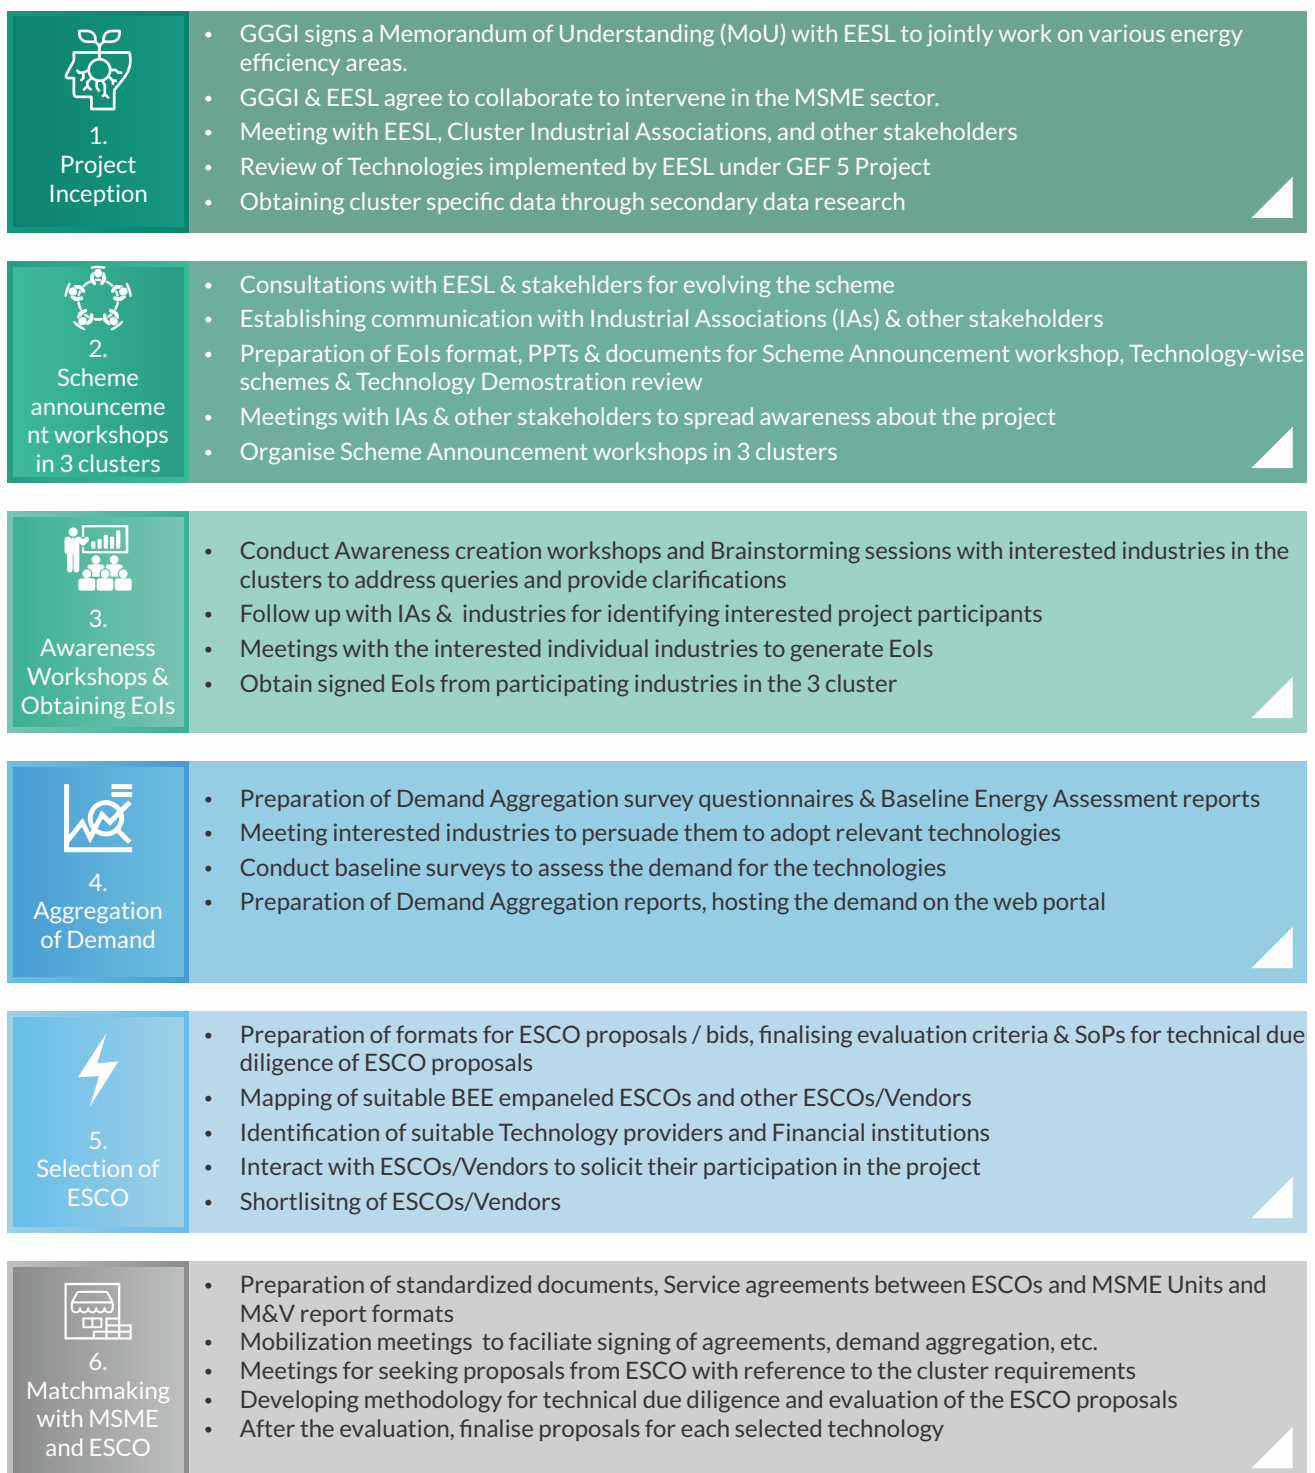 1.
Project
Inception
• GGGI signs a Memorandum of Understanding (MoU) with EESL to jointly work on various energy
efficiency areas.
• GGGI & EESL agree to collaborate to intervene in the MSME sector.
• Meeting with EESL, Cluster Industrial Associations, and other stakeholders
• Review of Technologies implemented by EESL under GEF 5 Project
• Obtaining cluster specific data through secondary data research
2.
Scheme
announceme
nt workshops
in 3 clusters
• Consultations with EESL & stakehlders for evolving the scheme
• Establishing communication with Industrial Associations (IAs) & other stakeholders
• Preparation of EoIs format, PPTs & documents for Scheme Announcement workshop, Technology-wise
schemes & Technology Demostration review
• Meetings with IAs & other stakeholders to spread awareness about the project
• Organise Scheme Announcement workshops in 3 clusters
3.
Awareness
Workshops &
Obtaining EoIs
• Conduct Awareness creation workshops and Brainstorming sessions with interested industries in the
clusters to address queries and provide clarifications
• Follow up with IAs &  industries for identifying interested project participants
• Meetings with the interested individual industries to generate EoIs
• Obtain signed EoIs from participating industries in the 3 cluster
4.
Aggregation
of Demand
• Preparation of Demand Aggregation survey questionnaires & Baseline Energy Assessment reports
• Meeting interested industries to persuade them to adopt relevant technologies
• Conduct baseline surveys to assess the demand for the technologies
• Preparation of Demand Aggregation reports, hosting the demand on the web portal
5.
Selection of
ESCO
• Preparation of formats for ESCO proposals / bids, finalising evaluation criteria & SoPs for technical due
diligence of ESCO proposals
• Mapping of suitable BEE empaneled ESCOs and other ESCOs/Vendors
• Identification of suitable Technology providers and Financial institutions
• Interact with ESCOs/Vendors to solicit their participation in the project
• Shortlisitng of ESCOs/Vendors
6.
Matchmaking
with MSME
and ESCO
• Preparation of standardized documents, Service agreements between ESCOs and MSME Units and
M&V report formats
• Mobilization meetings  to faciliate signing of agreements, demand aggregation, etc.
• Meetings for seeking proposals from ESCO with reference to the cluster requirements
• Developing methodology for technical due diligence and evaluation of the ESCO proposals
• After the evaluation, finalise proposals for each selected technology